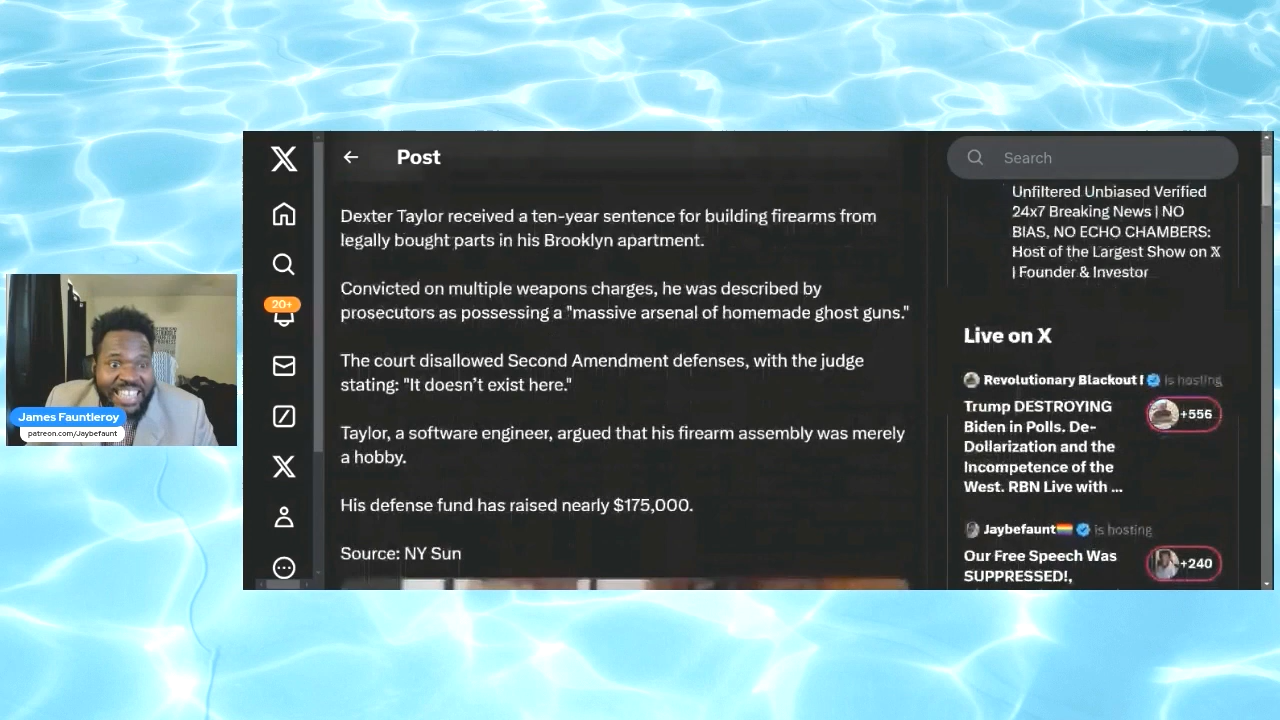 Post
Dexter Taylor received a ten-year sentence for building firearms from
legally bought parts in his Brooklyn apartment.
Convicted on multiple weapons charges, he was described by
prosecutors as possessing a "massive arsenal of homemade ghost guns."
The court disallowed Second Amendment defenses, with the judge
stating: "It doesn’t exist here."
Taylor, a software engineer, argued that his firearm assembly was merely
a hobby.
His defense fund has raised nearly $175,000.
Source: NY Sun
20+
Search
Unfiltered Unbiased Verified
24x7 Breaking News | NO
BIAS, NO ECHO CHAMBERS:
Host of the Largest Show on X
| Founder & Investor
Live on X
Revolutionary Blackout is hosting
Trump DESTROYING
Biden in Polls. De-
Dollarization and the
Incompetence of the
West. RBN Live with ...
+556
Jaybefaunt is hosting
Our Free Speech Was
SUPPRESSED!,
+240
James Fauntleroy
patreon.com/Jaybefaunt